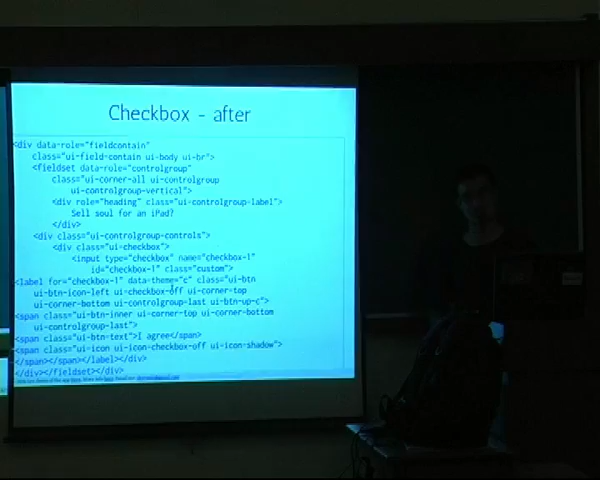 Checkbox - after
<div data-role="fieldcontain"
class="ui-field-contain ui-body ui-br">
<fieldset data-role="controlgroup"
class="ui-corner-all ui-controlgroup
ui-controlgroup-vertical">
<div role="heading" class="ui-controlgroup-label">
Sell soul for an iPad?
</div>
<div class="ui-controlgroup-controls">
<div class="ui-checkbox">
<input type="checkbox" name="checkbox-1"
id="checkbox-1" class="custom">
<label for="checkbox-1" data-theme="c" class="ui-btn
ui-btn-icon-left ui-checkbox-off ui-corner-top
ui-corner-bottom ui-controlgroup-last ui-btn-up-c">
<span class="ui-btn-inner ui-corner-top ui-corner-bottom
ui-controlgroup-last">
<span class="ui-btn-text">I agree</span>
<span class="ui-icon ui-icon-checkbox-off ui-icon-shadow">
</span></span></label></div>
</div></fieldset></div>